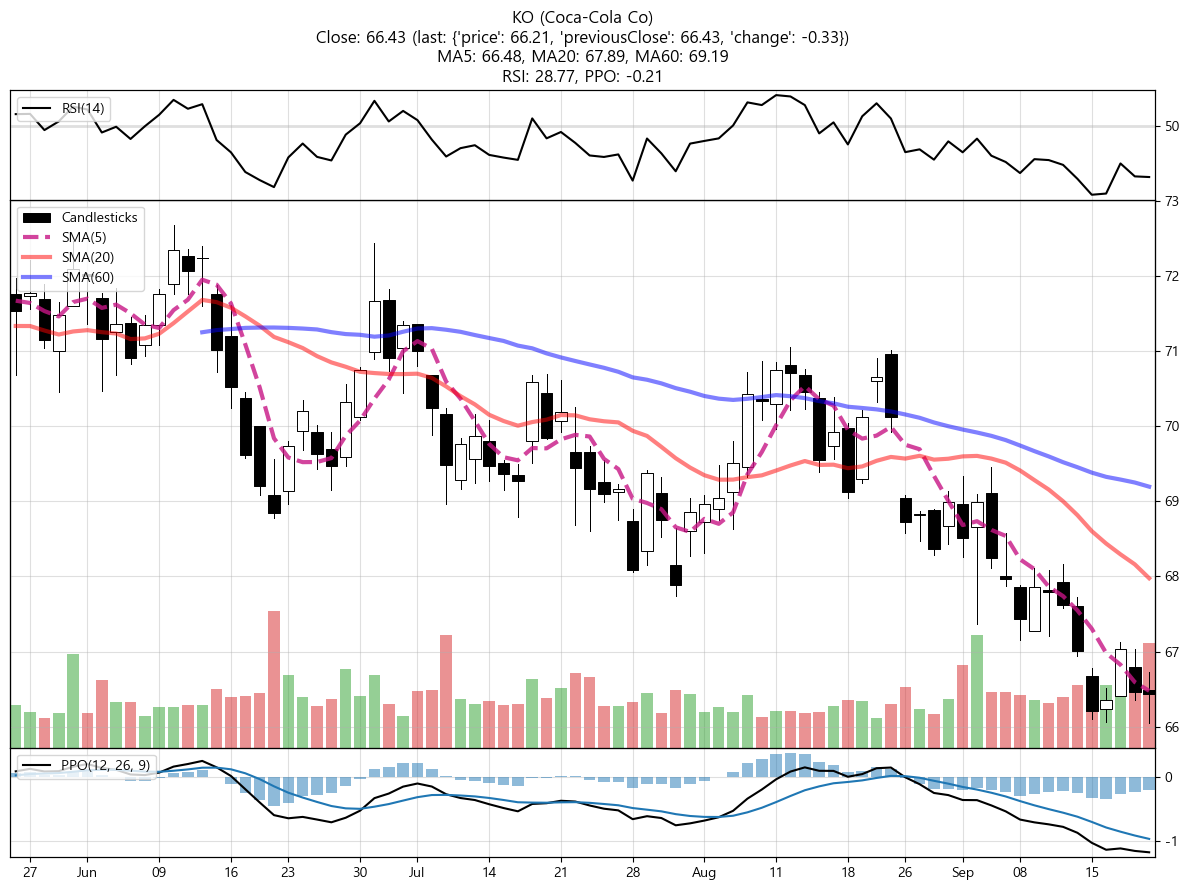 KO (Coca-Cola Co)
Close: 66.43 (last: {'price': 66.21, 'previousClose': 66.43, 'change': -0.33})
MA5: 66.48, MA20: 67.89, MA60: 69.19
RSI: 28.77, PPO: -0.21
RSI(14)
50
73
Candlesticks
SMA(5)
SMA(20)
SMA(60)
72
71
70
69
68
67
66
PPO(12, 26, 9)
0
-1
27 Jun 09 16 23 Jul 14 21 28 Aug 11 18 26 Sep 08 15